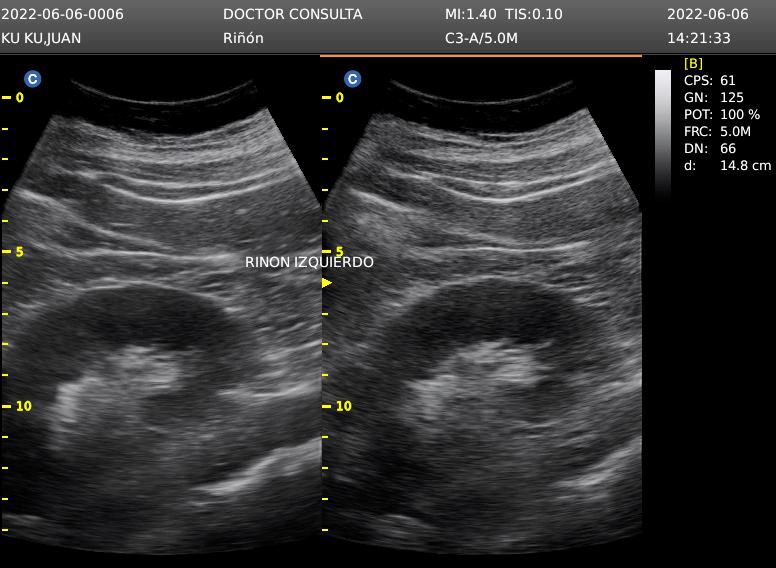 2022-06-06-0006 DOCTOR CONSULTA MI:1.40 TIS:0.10 2022-06-06
KU KU,JUAN Riñón C3-A/5.0M 14:21:33
[B]
C C
0 0
CPS: 61
GN: 125
POT: 100 %
FRC: 5.0M
DN: 66
d: 14.8 cm
5 5
RINON IZQUIERDO
10 10